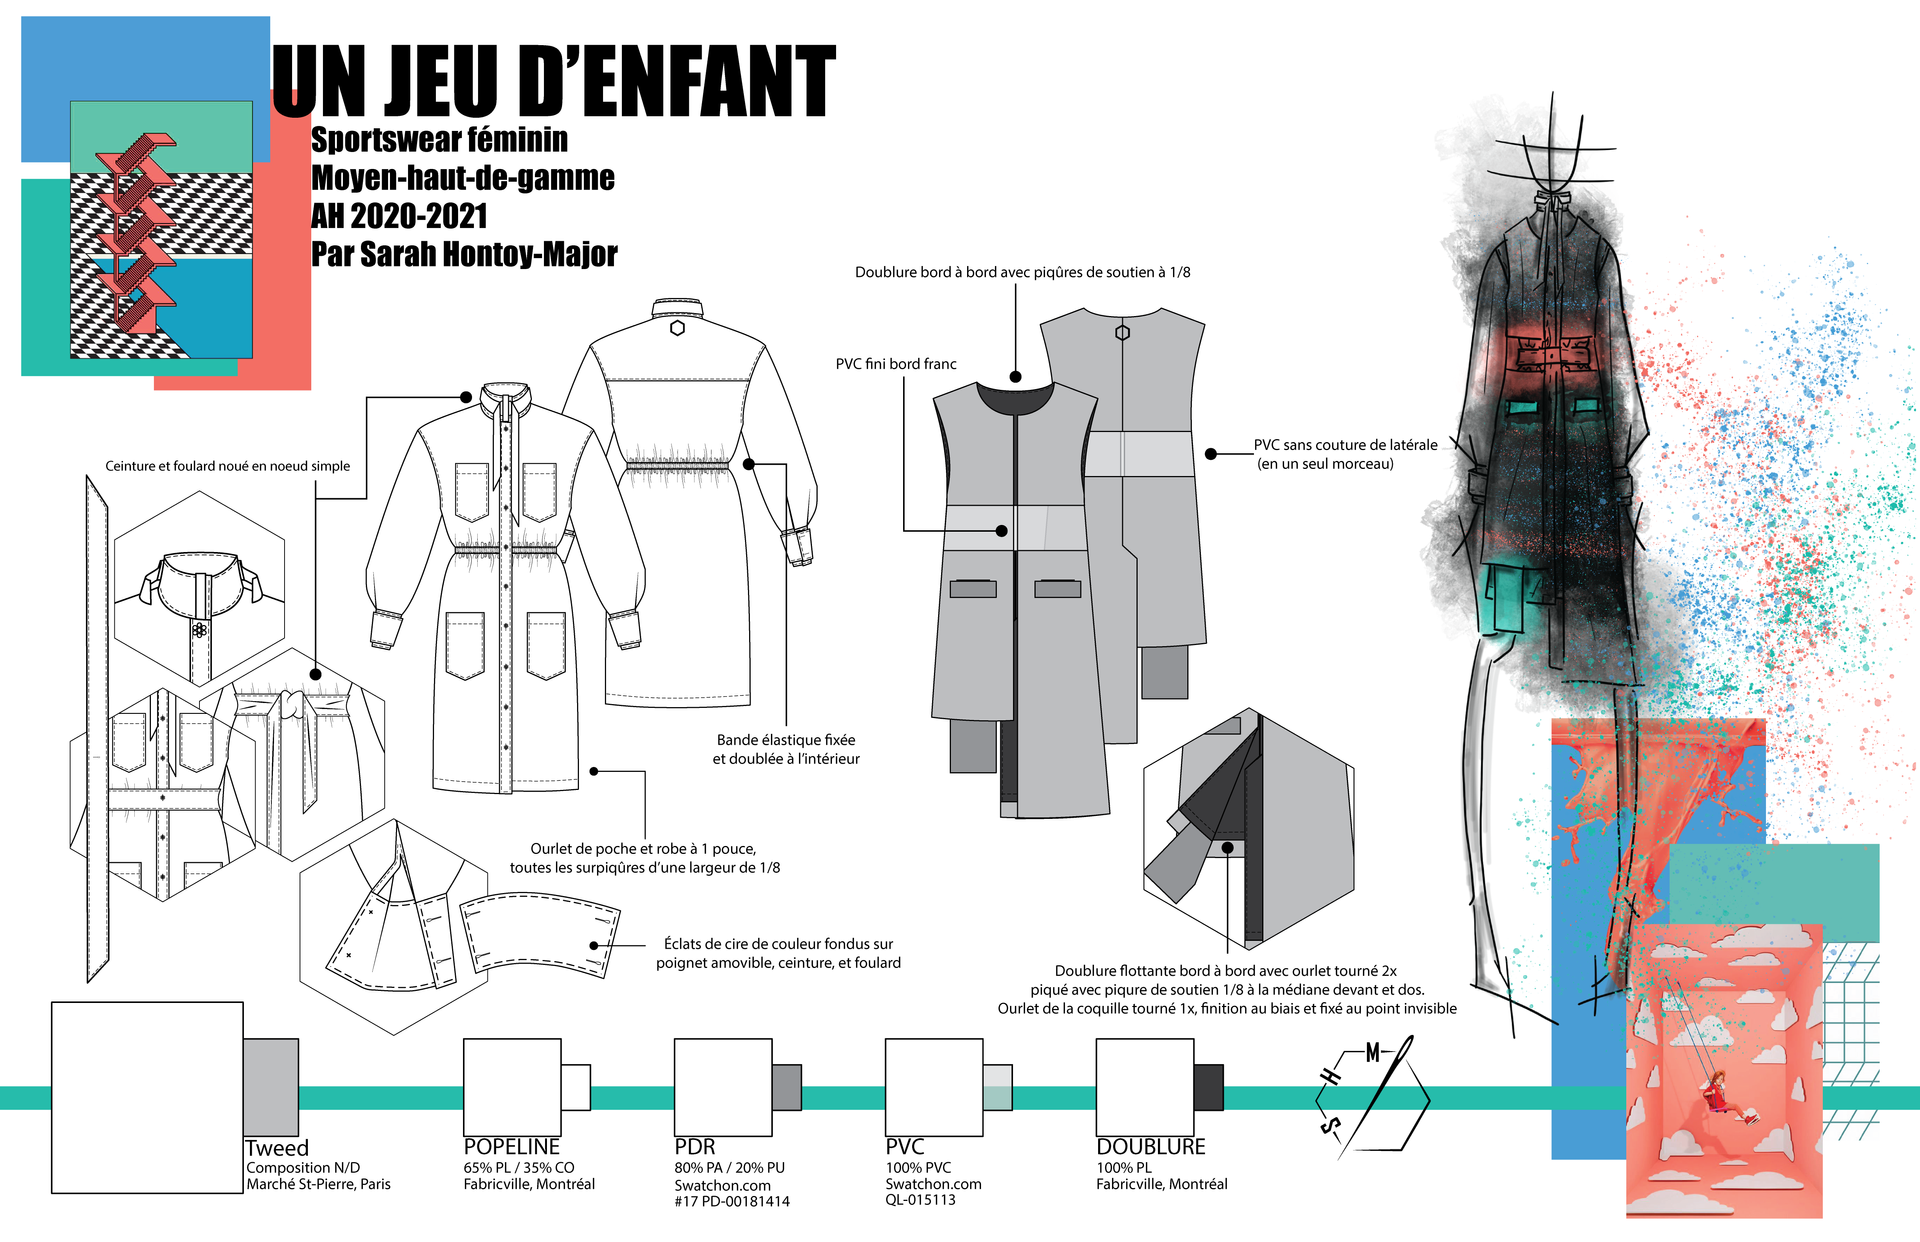 UN JEU D’ENFANT
Sportswear féminin
Moyen-haut-de-gamme
AH 2020-2021
Par Sarah Hontoy-Major
Doublure bord à bord avec piqûres de soutien à 1/8
PVC fini bord franc
PVC sans couture de latérale
(en un seul morceau)
Ceinture et foulard noué en noeud simple
Bande élastique fixée
et doublée à l’intérieur
Ourlet de poche et robe à 1 pouce,
toutes les surpiqûres d’une largeur de 1/8
Éclats de cire de couleur fondus sur
poignet amovible, ceinture, et foulard
Doublure flottante bord à bord avec ourlet tourné 2x
piqué avec piqure de soutien 1/8 à la médiane devant et dos.
Ourlet de la coquille tourné 1x, finition au biais et fixé au point invisible
Tweed
Composition N/D
Marché St-Pierre, Paris
POPELINE
65% PL / 35% CO
Fabricville, Montréal
PDR
80% PA / 20% PU
Swatchon.com
#17 PD-00181414
PVC
100% PVC
Swatchon.com
QL-015113
DOUBLURE
100% PL
Fabricville, Montréal
S H M